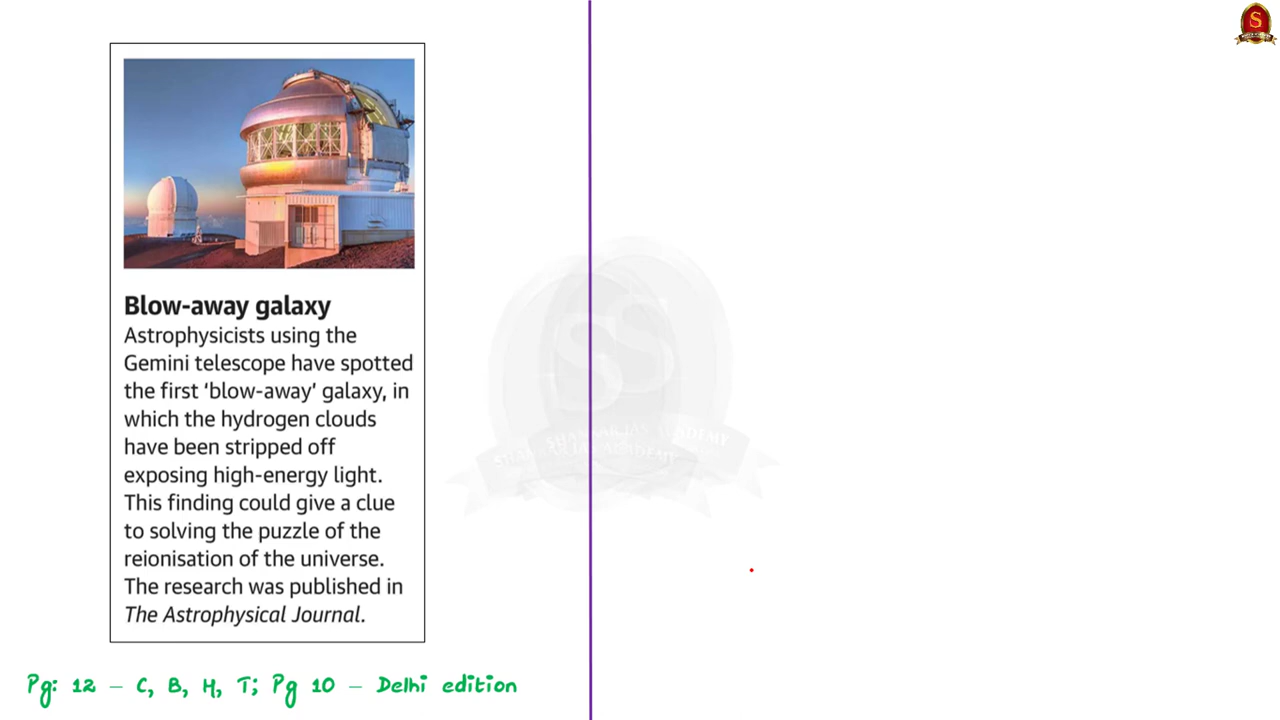 Blow-away galaxy
Astrophysicists using the
Gemini telescope have spotted
the first ‘blow-away’ galaxy, in
which the hydrogen clouds
have been stripped off
exposing high-energy light.
This finding could give a clue
to solving the puzzle of the
reionisation of the universe.
The research was published in
The Astrophysical Journal.
Pg: 12 – C, B, H, T; Pg 10 – Delhi edition
S
SHANKAR IAS ACADEMY